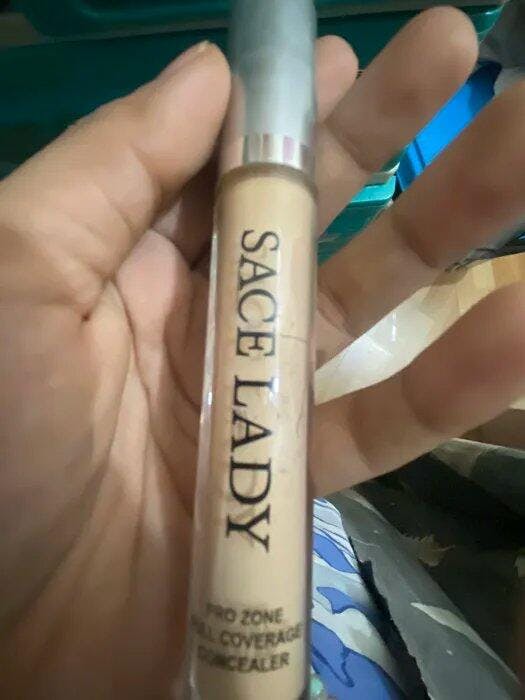 SACE LADY
PRO ZONE
FULL COVERAGE
CONCEALER